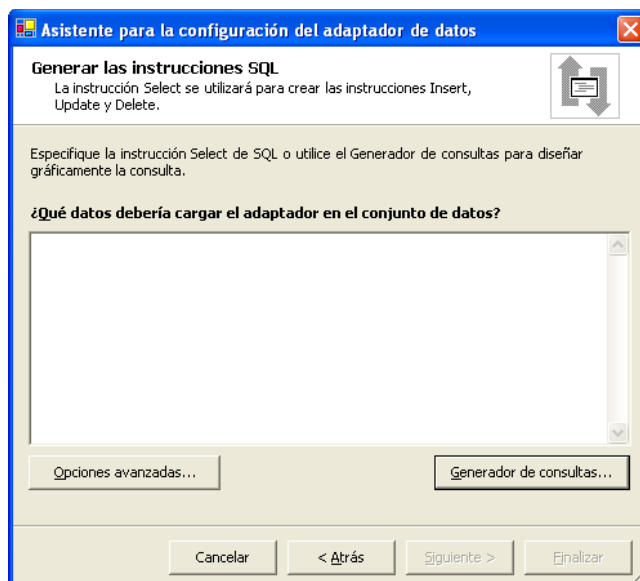 Asistente para la configuración del adaptador de datos
Generar las instrucciones SQL
La instrucción Select se utilizará para crear las instrucciones Insert,
Update y Delete.
Especifique la instrucción Select de SQL o utilice el Generador de consultas para diseñar
gráficamente la consulta.
¿Qué datos debería cargar el adaptador en el conjunto de datos?
Opciones avanzadas... Generador de consultas...
Cancelar < Atrás Siguiente > Finalizar